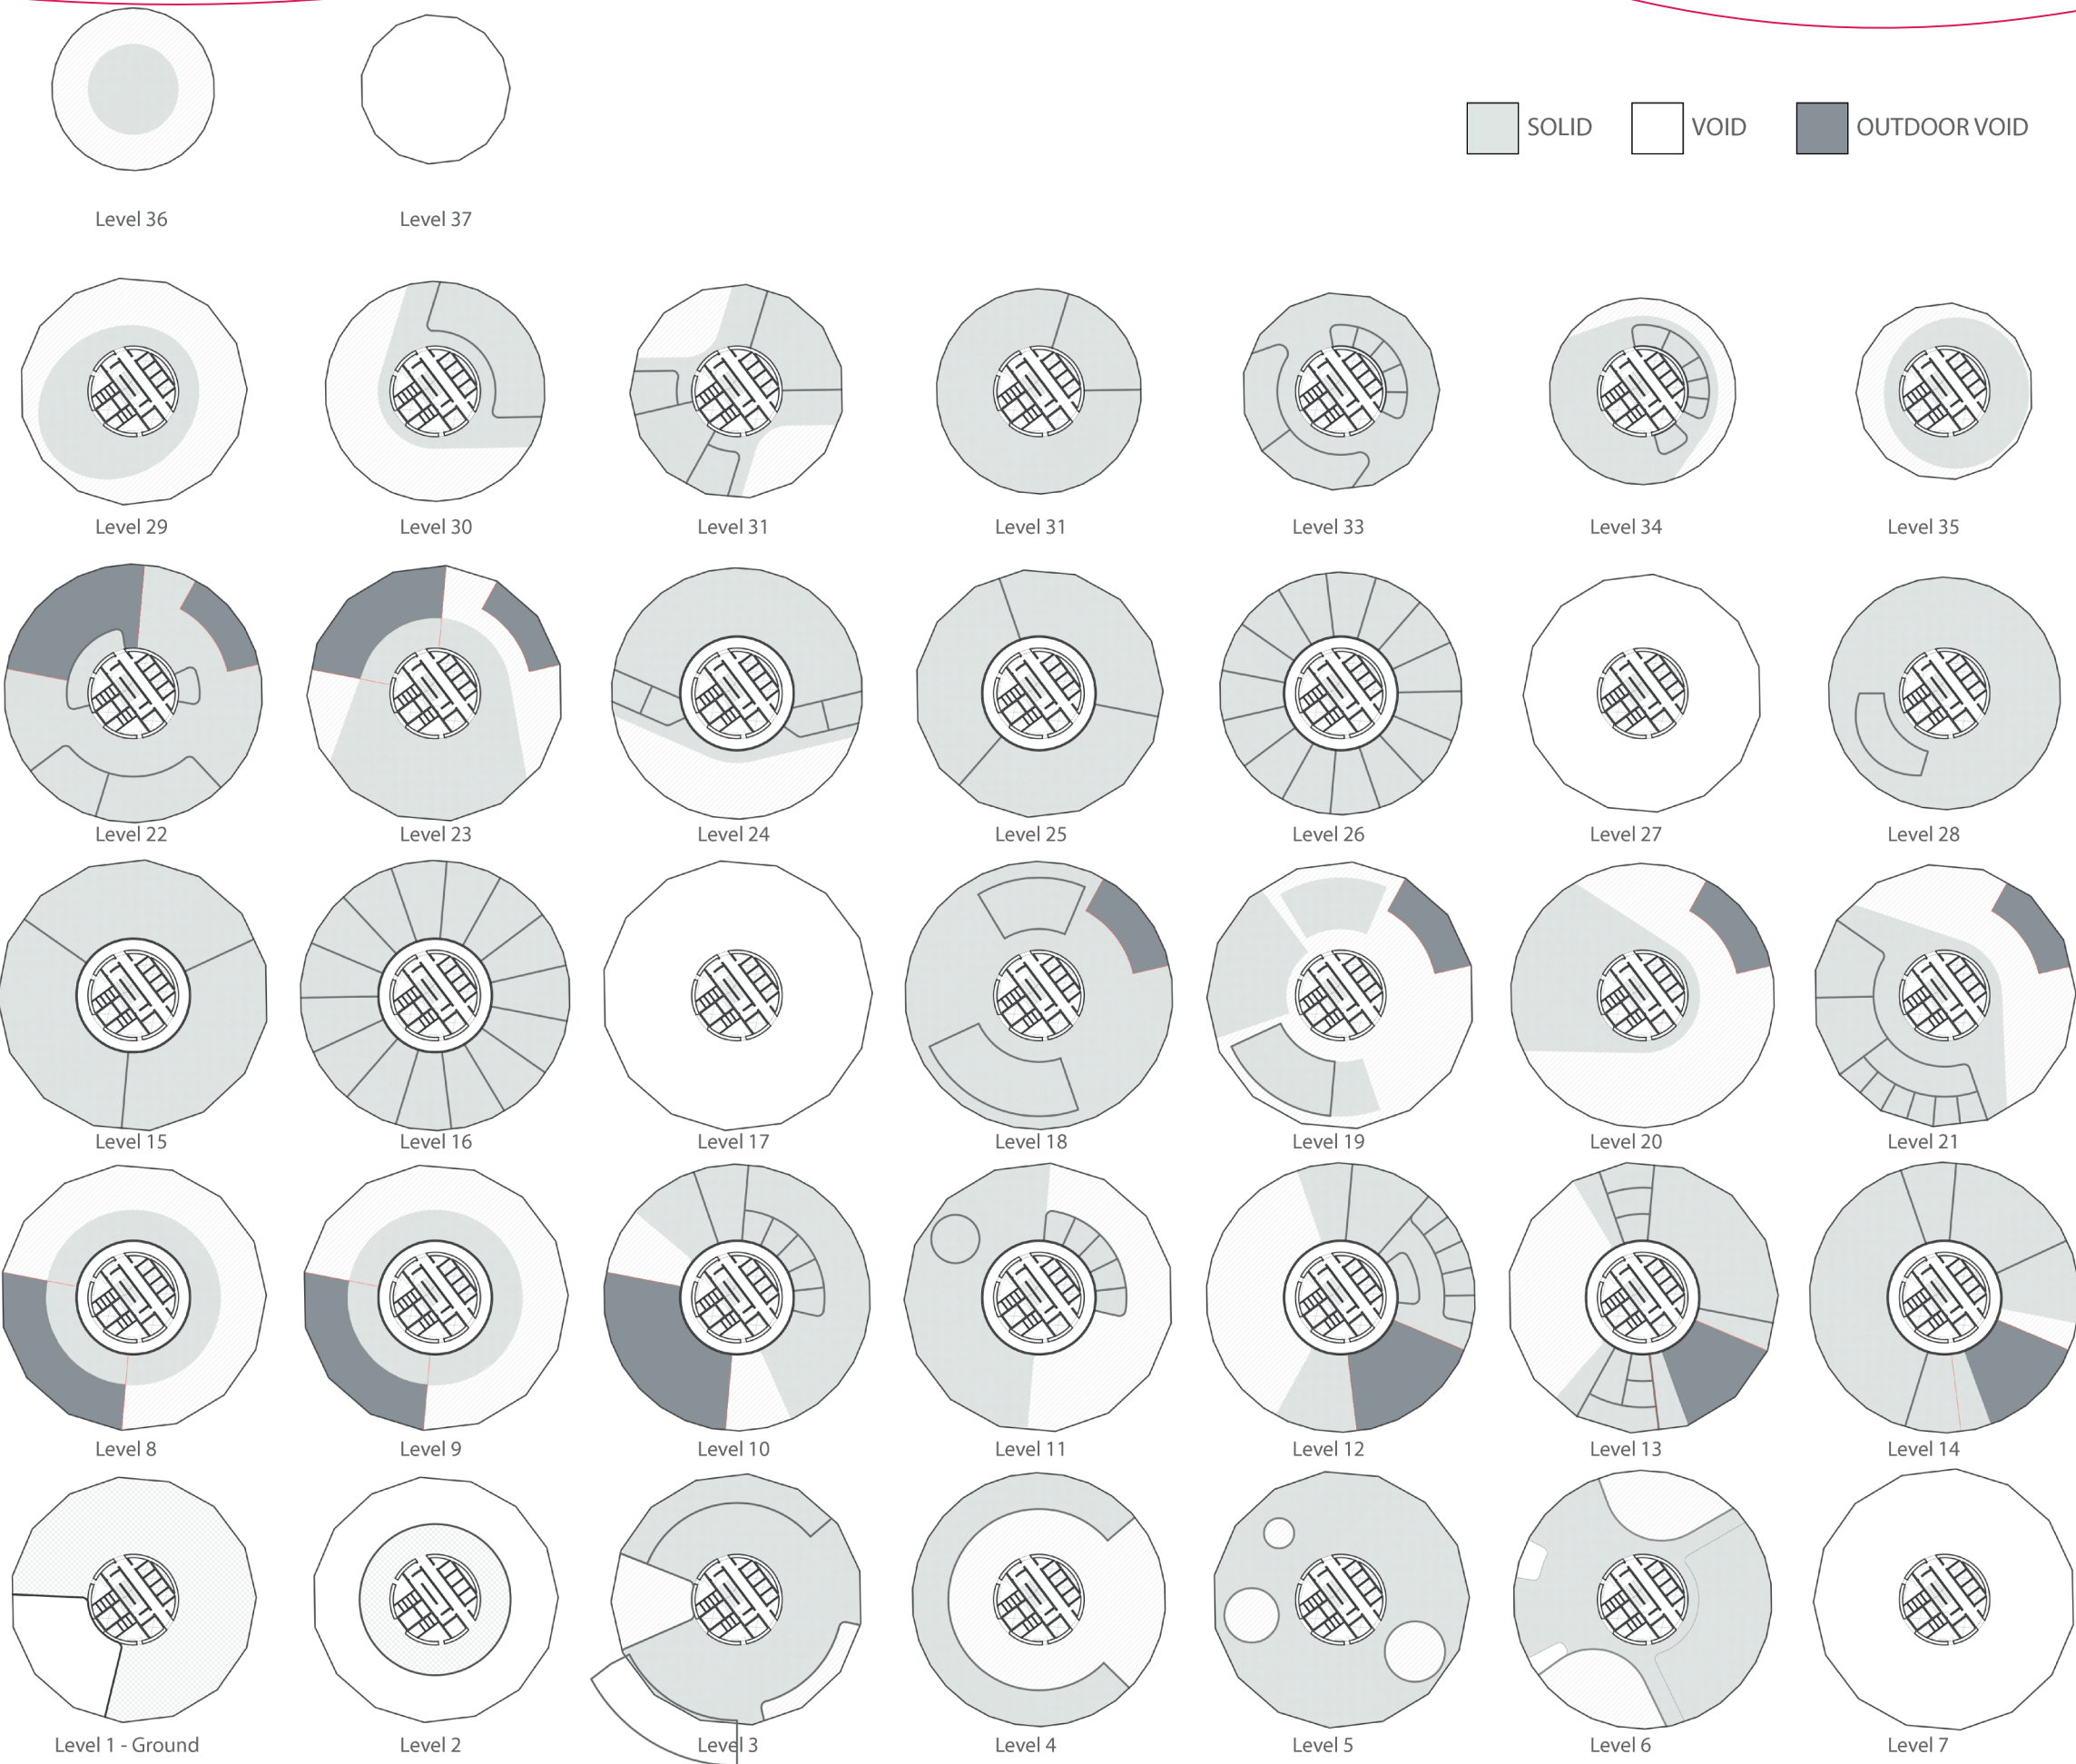 SOLID VOID OUTDOOR VOID
Level 36 Level 37
Level 29 Level 30 Level 31 Level 31 Level 33 Level 34 Level 35
Level 22 Level 23 Level 24 Level 25 Level 26 Level 27 Level 28
Level 15 Level 16 Level 17 Level 18 Level 19 Level 20 Level 21
Level 8 Level 9 Level 10 Level 11 Level 12 Level 13 Level 14
Level 1 - Ground Level 2 Level 3 Level 4 Level 5 Level 6 Level 7